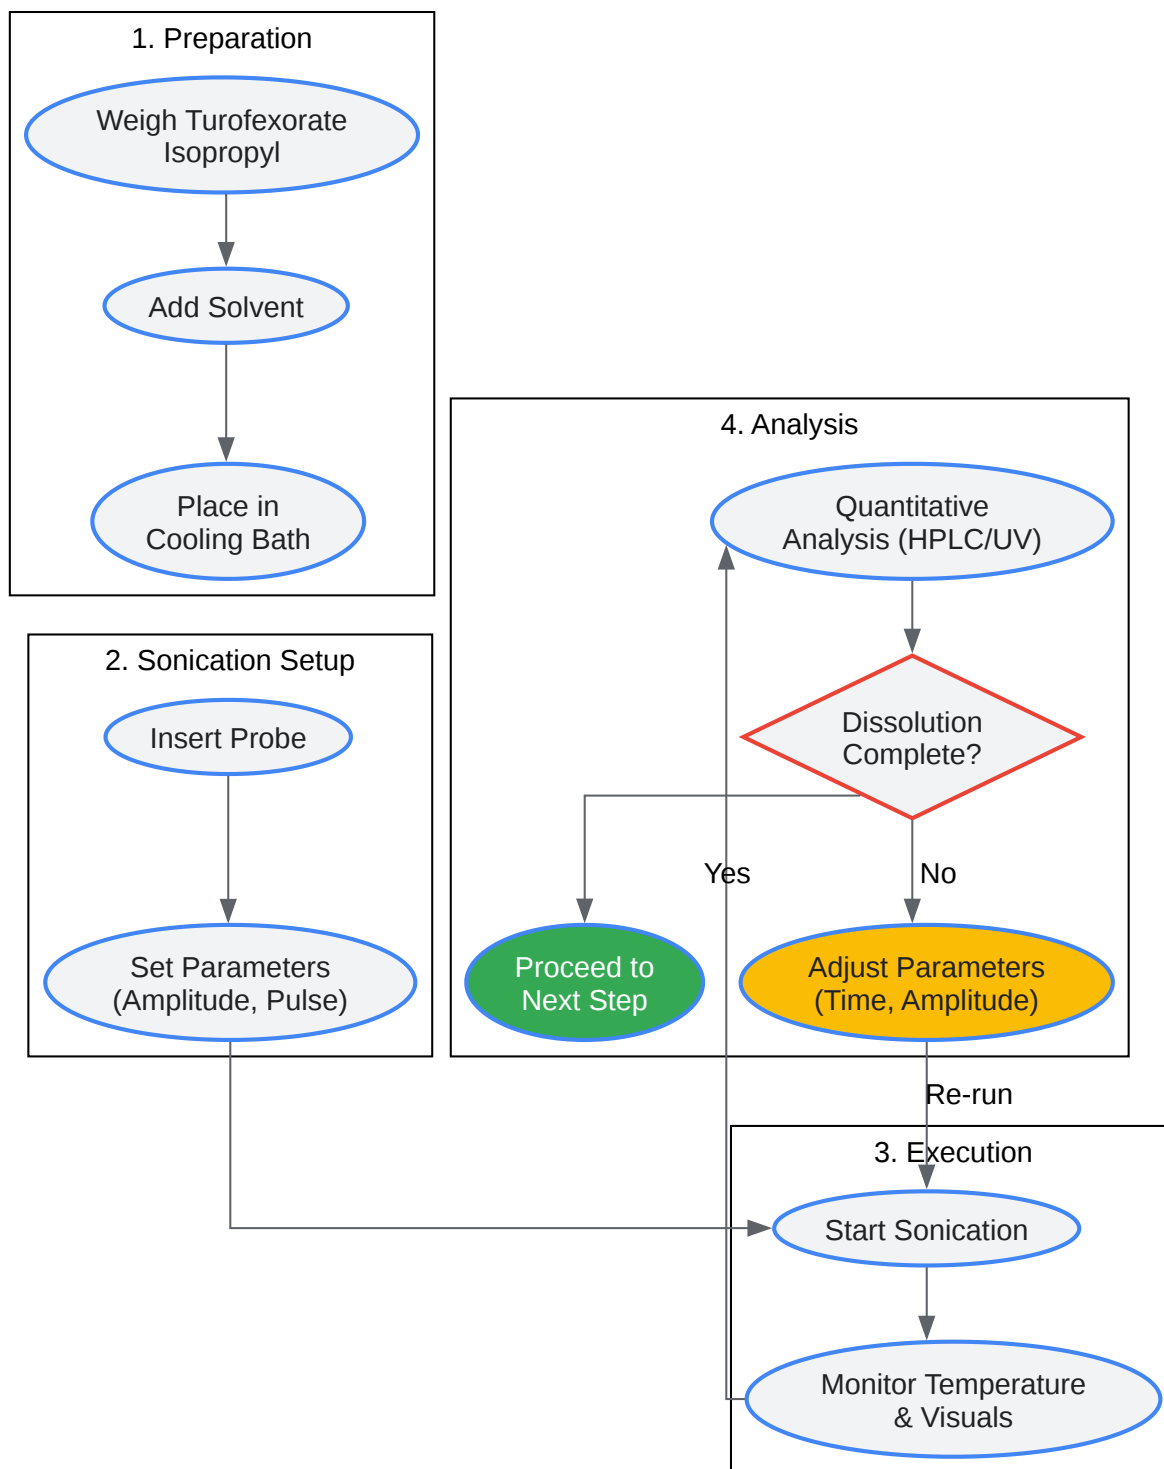 1. Preparation
Weigh Turofexorate
Isopropyl
Add Solvent
Place in
Cooling Bath
2. Sonication Setup
Insert Probe
Set Parameters
(Amplitude, Pulse)
4. Analysis
Quantitative
Analysis (HPLC/UV)
Dissolution
Complete?
Yes
No
Proceed to
Next Step
Adjust Parameters
(Time, Amplitude)
Re-run
3. Execution
Start Sonication
Monitor Temperature
& Visuals